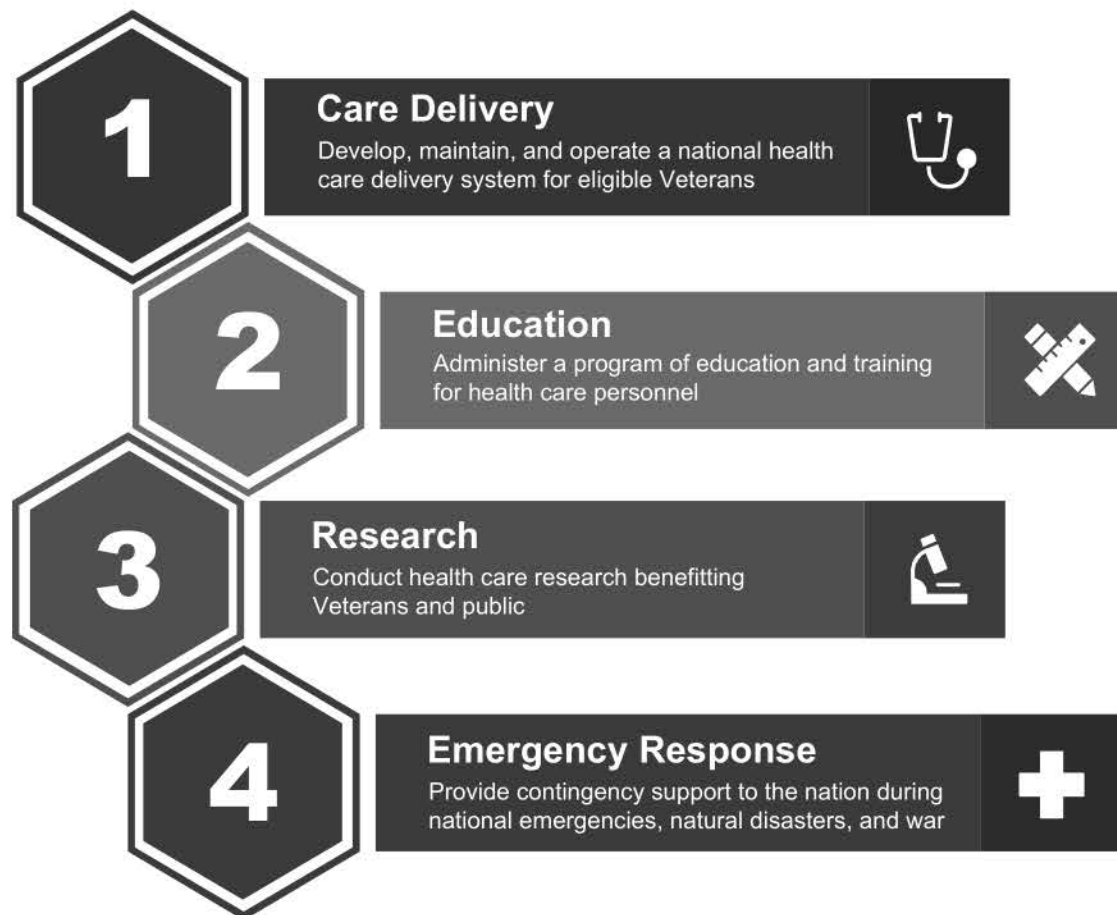 1
Care Delivery
Develop, maintain, and operate a national health
care delivery system for eligible Veterans
2
Education
Administer a program of education and training
for health care personnel
3
Research
Conduct health care research benefitting
Veterans and public
4
Emergency Response
Provide contingency support to the nation during
national emergencies, natural disasters, and war